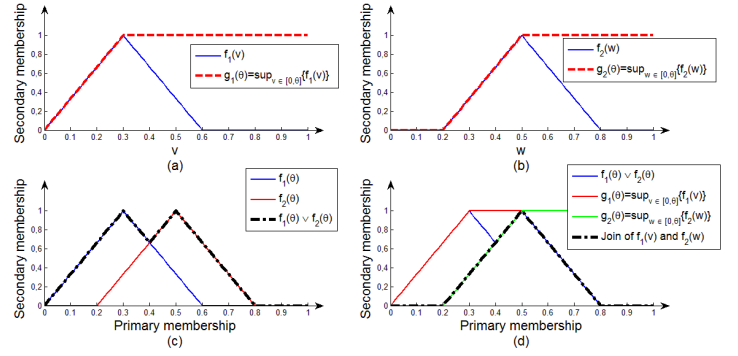 Secondary membership
1
0.8
0.6
0.4
0.2
0
0 0.1 0.2 0.3 0.4 0.5 0.6 0.7 0.8 0.9 1
v
(a)
f1(v)
g1(θ)=sup v ∈ [0,θ]{f1(v)}
Secondary membership
1
0.8
0.6
0.4
0.2
0
0 0.1 0.2 0.3 0.4 0.5 0.6 0.7 0.8 0.9 1
w
(b)
f2(w)
g2(θ)=sup w ∈ [0,θ]{f2(w)}
Secondary membership
1
0.8
0.6
0.4
0.2
0
0 0.1 0.2 0.3 0.4 0.5 0.6 0.7 0.8 0.9 1
Primary membership
(c)
f1(θ)
f2(θ)
f1(θ) ∨ f2(θ)
Secondary membership
1
0.8
0.6
0.4
0.2
0
0 0.1 0.2 0.3 0.4 0.5 0.6 0.7 0.8 0.9 1
Primary membership
(d)
f1(θ) ∨ f2(θ)
g1(θ)=sup v ∈ [0,θ]{f1(v)}
g2(θ)=sup w ∈ [0,θ]{f2(w)}
Join of f1(v) and f2(w)